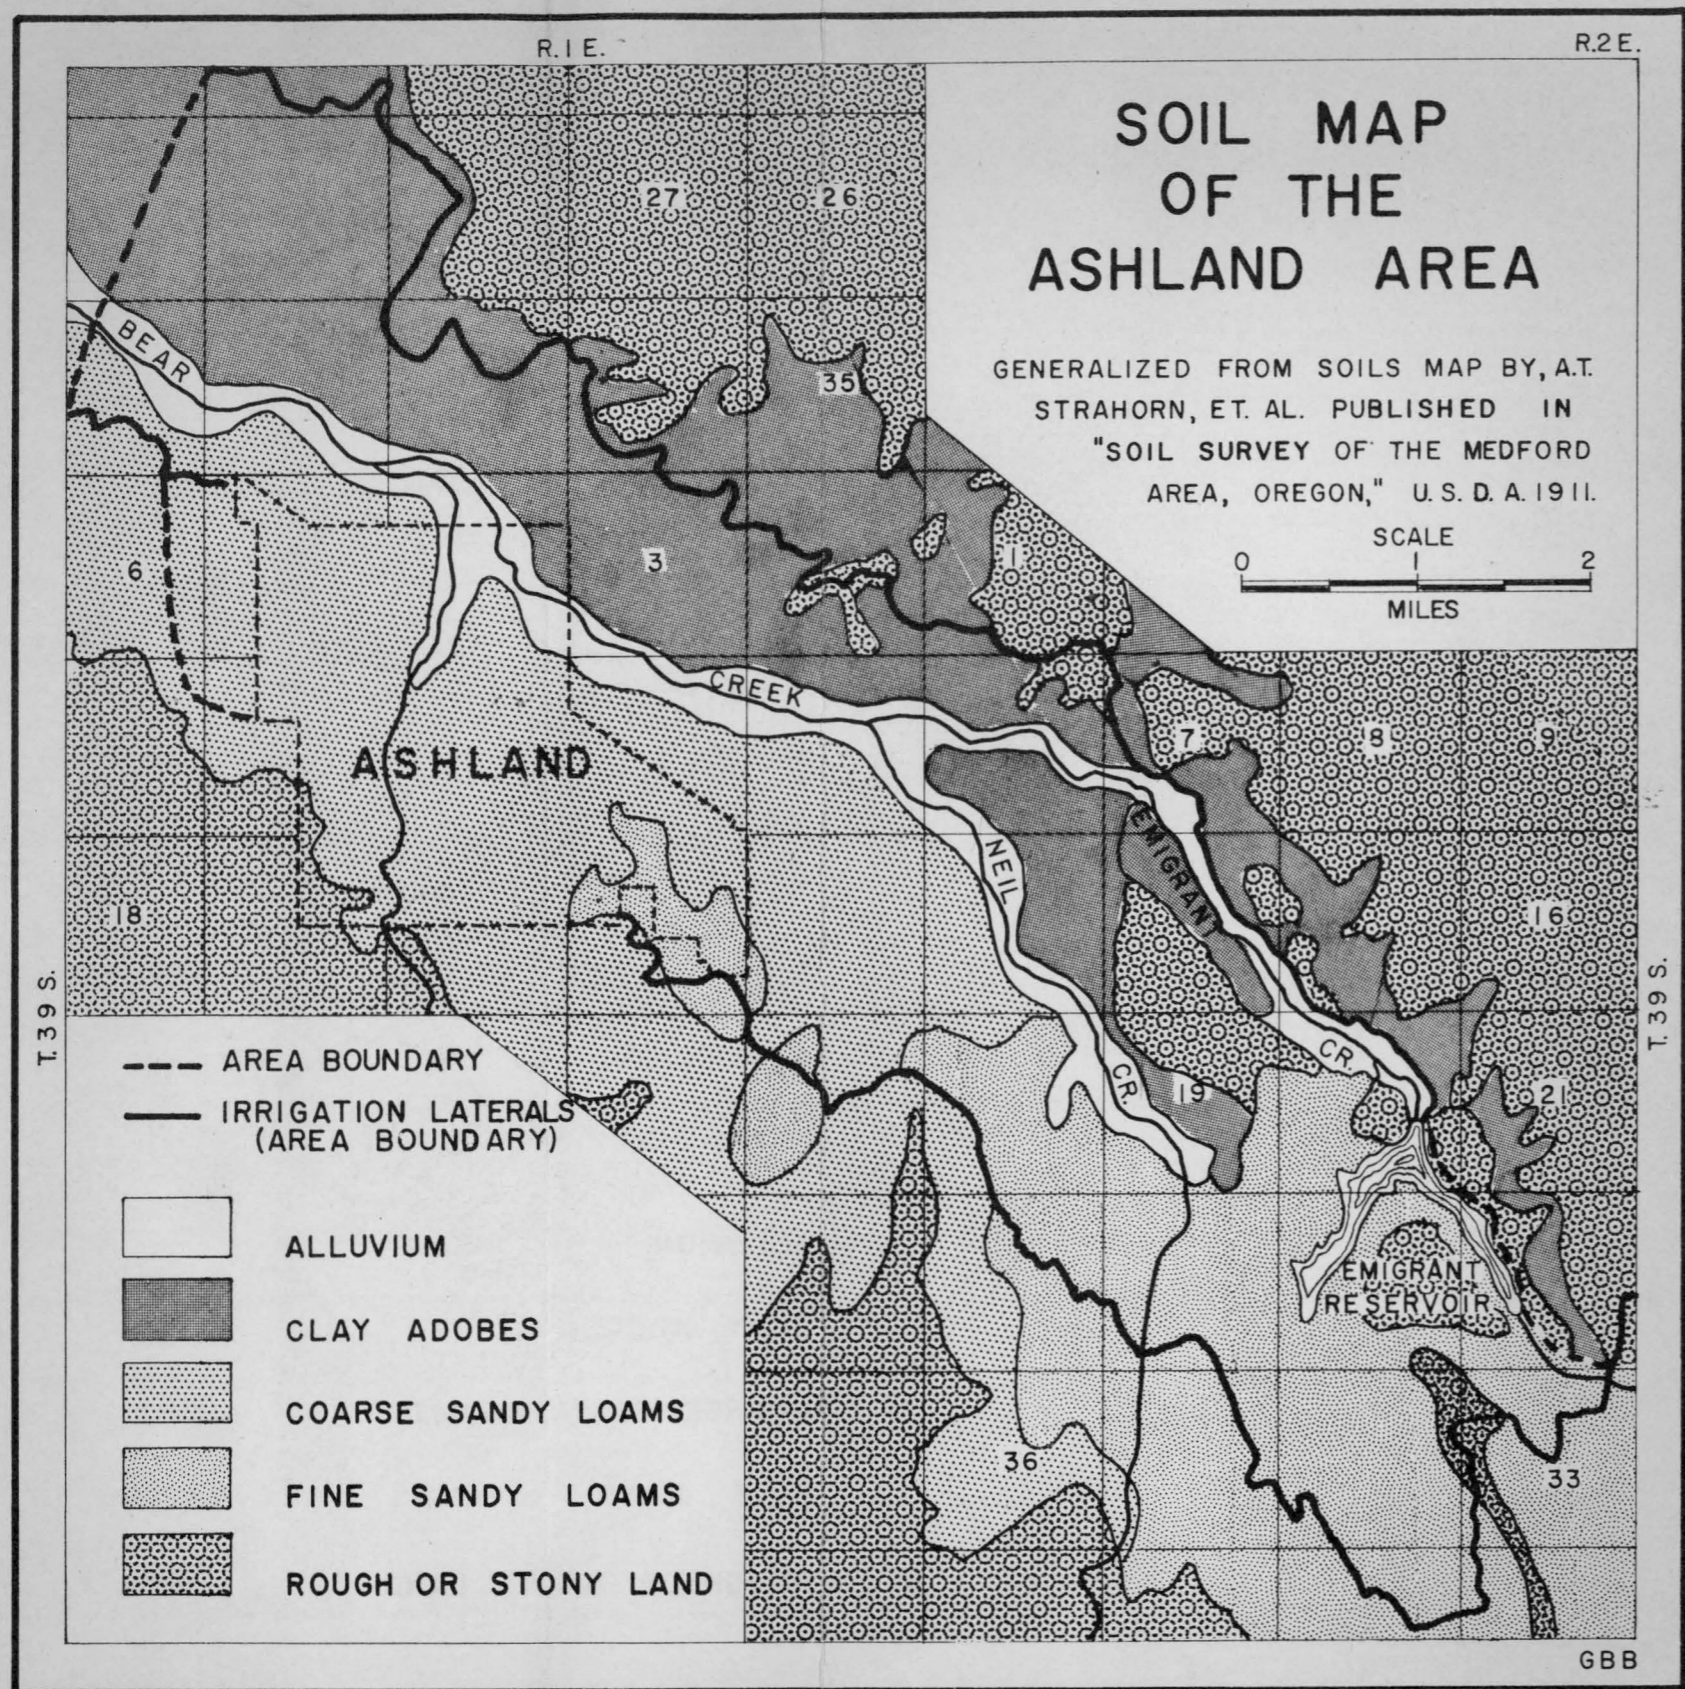 R. 1 E.
R. 2 E.
SOIL MAP
OF THE
ASHLAND AREA
GENERALIZED FROM SOILS MAP BY, A.T.
STRAHORN, ET. AL. PUBLISHED IN
"SOIL SURVEY OF THE MEDFORD
AREA, OREGON," U. S. D. A. 1911.
SCALE
0 1 2
MILES
27
26
BEAR
35
3
1
6
CREEK
7
8
9
ASHLAND
EMIGRANT
NEIL
18
16
T. 39 S.
T. 39 S.
CR.
CR.
19
21
AREA BOUNDARY
IRRIGATION LATERALS
(AREA BOUNDARY)
ALLUVIUM
CLAY ADOBES
COARSE SANDY LOAMS
FINE SANDY LOAMS
ROUGH OR STONY LAND
EMIGRANT
RESERVOIR
36
33
GBB